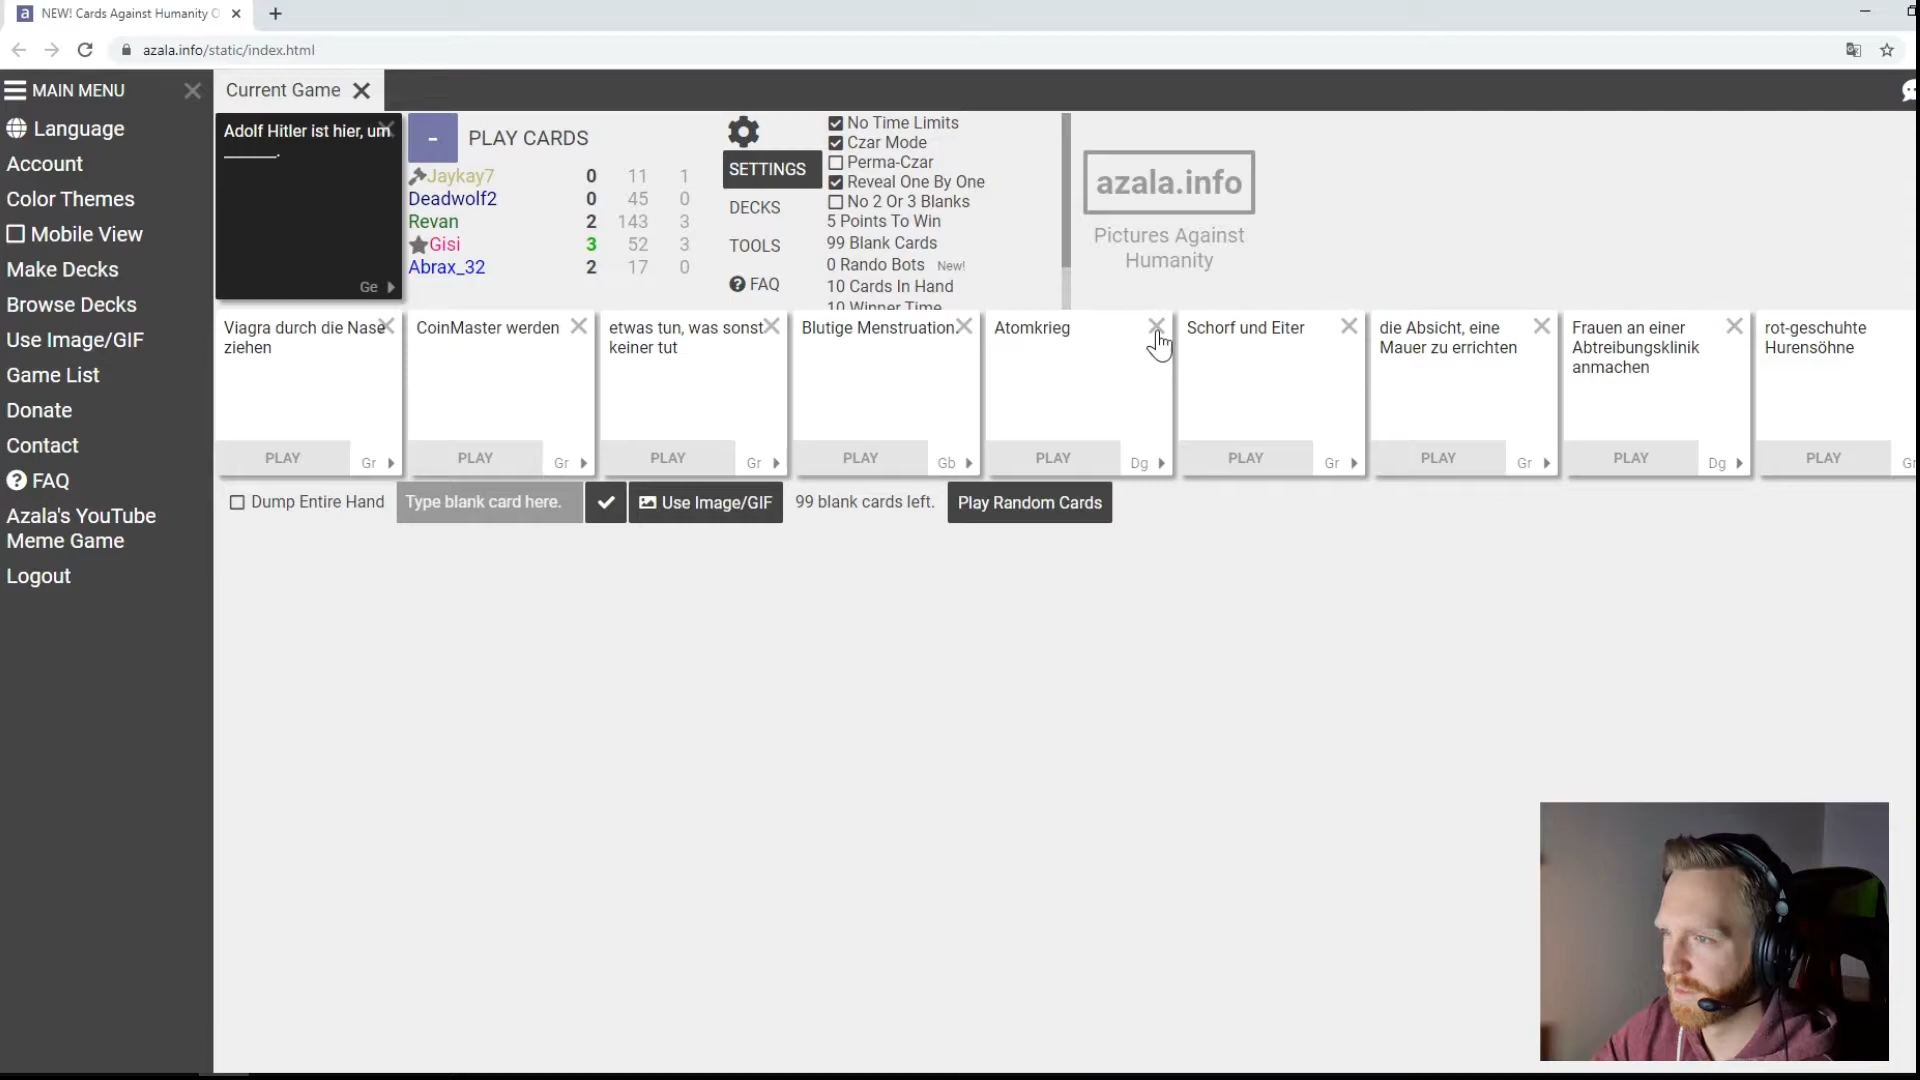 NEW! Cards Against Humanity O
azala.info/static/index.html
MAIN MENU
Language
Account
Color Themes
Mobile View
Make Decks
Browse Decks
Use Image/GIF
Game List
Donate
Contact
FAQ
Azala's YouTube
Meme Game
Logout
Current Game
Adolf Hitler ist hier, um
______.
Ge
- PLAY CARDS
Jaykay7 0 11 1
Deadwolf2 0 45 0
Revan 2 143 3
Gisi 3 52 3
Abrax_32 2 17 0
SETTINGS
DECKS
TOOLS
FAQ
No Time Limits
Czar Mode
Perma-Czar
Reveal One By One
No 2 Or 3 Blanks
5 Points To Win
99 Blank Cards
0 Rando Bots New!
10 Cards In Hand
10 Winner Time
azala.info
Pictures Against
Humanity
Viagra durch die Nase
ziehen
PLAY Gr
CoinMaster werden
PLAY Gr
etwas tun, was sonst
keiner tut
PLAY Gr
Blutige Menstruation.
PLAY Gb
Atomkrieg
PLAY Dg
Schorf und Eiter
PLAY Gr
die Absicht, eine
Mauer zu errichten
PLAY Gr
Frauen an einer
Abtreibungsklinik
anmachen
PLAY Dg
rot-geschuhte
Hurensöhne
PLAY Gr
Dump Entire Hand
Type blank card here.
Use Image/GIF
99 blank cards left.
Play Random Cards